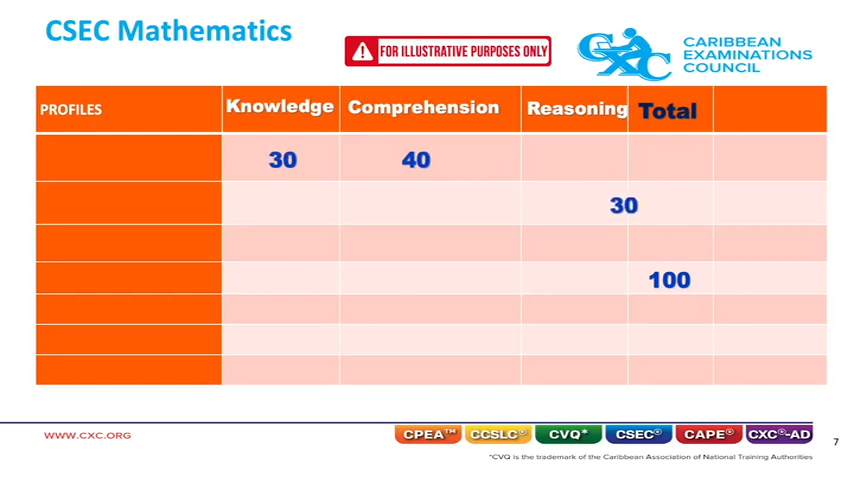 CSEC Mathematics
FOR ILLUSTRATIVE PURPOSES ONLY
CXC
CARIBBEAN
EXAMINATIONS
COUNCIL
PROFILES Knowledge Comprehension Reasoning Total
30 40
30
100
WWW.CXC.ORG
CPEA™ CCSLC® CVQ* CSEC® CAPE® CXC®-AD
7
*CVQ is the trademark of the Caribbean Association of National Training Authorities